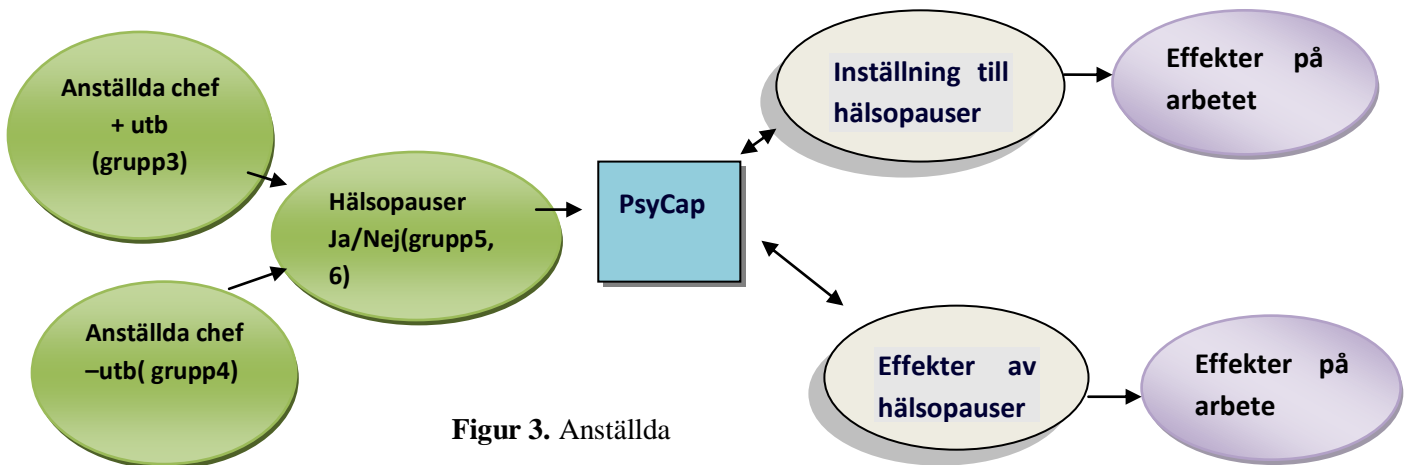 Anställda chef
+ utb
(grupp3)
Anställda chef
–utb( grupp4)
Hälsopauser
Ja/Nej(grupp5,
6)
PsyCap
Inställning till
hälsopauser
Effekter på
arbetet
Effekter av
hälsopauser
Effekter på
arbete
Figur 3. Anställda